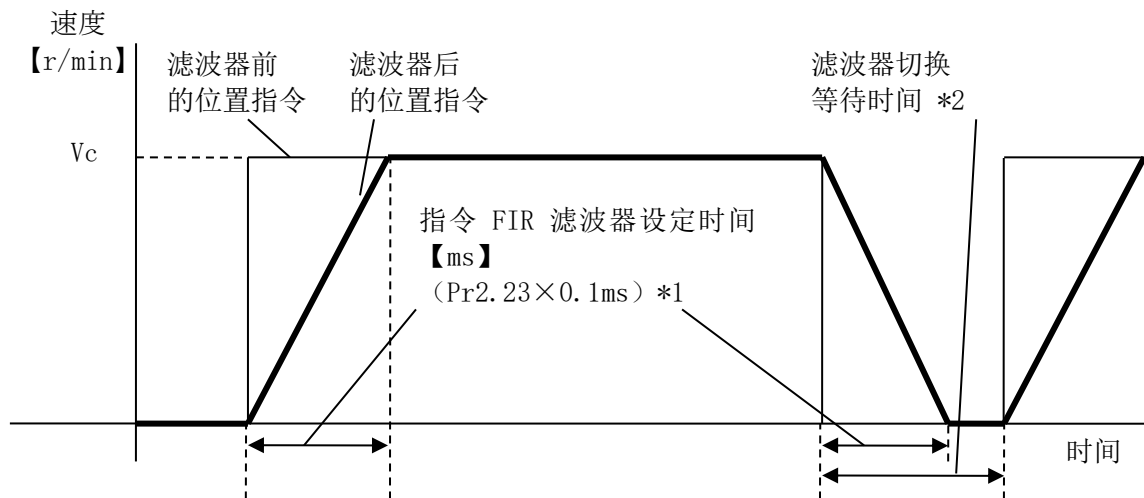 速度
【r/min】
滤波器前
的位置指令
滤波器后
的位置指令
滤波器切换
等待时间 *2
Vc
指令 FIR 滤波器设定时间
【ms】
（Pr2.23×0.1ms）*1
时间